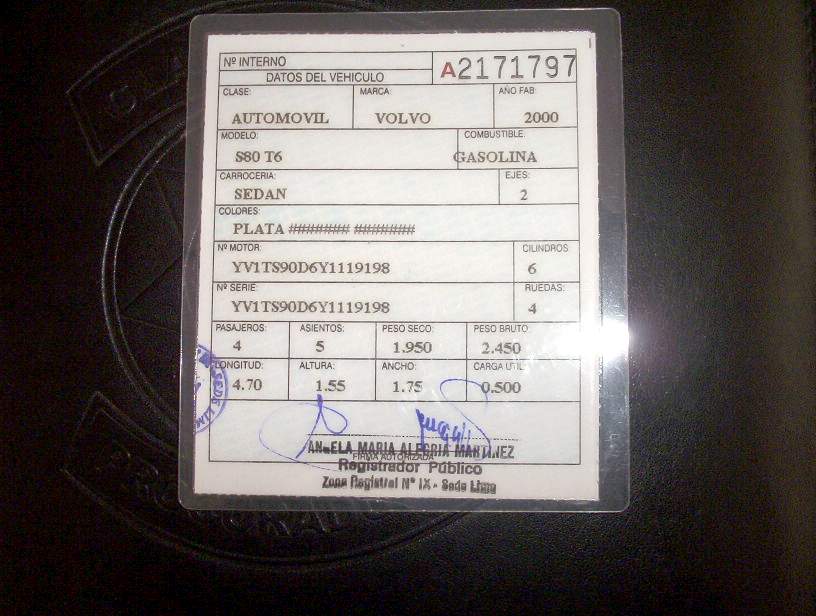 Nº INTERNO
A2171797
DATOS DEL VEHICULO
CLASE: MARCA: AÑO FAB:
AUTOMOVIL VOLVO 2000
MODELO: COMBUSTIBLE:
S80 T6 GASOLINA
CARROCERIA: EJES:
SEDAN 2
COLORES:
PLATA ####### #######
Nº MOTOR: CILINDROS
YV1TS90D6Y1119198 6
Nº SERIE: RUEDAS:
YV1TS90D6Y1119198 4
PASAJEROS: ASIENTOS: PESO SECO: PESO BRUTO:
4 5 1.950 2.450
LONGITUD: ALTURA: ANCHO: CARGA UTIL:
4.70 1.55 1.75 0.500
ANGELA MARIA ALEGRIA MARTINEZ
FIRMA AUTORIZADA
Registrador Público
Zona Registral Nº IX - Sede Lima